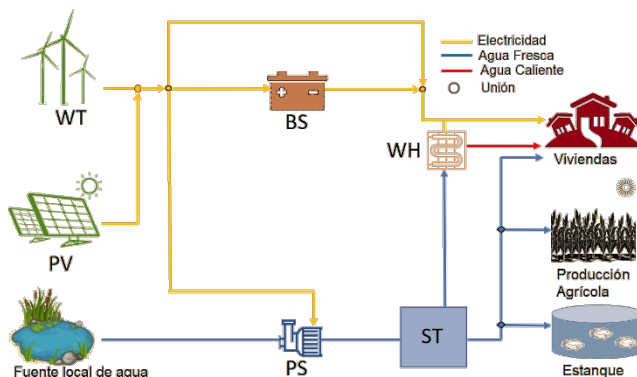 Electricidad
Agua Fresca
Agua Caliente
Unión
WT
BS
WH
Viviendas
PV
Producción
Agrícola
ST
Fuente local de agua
PS
Estanque